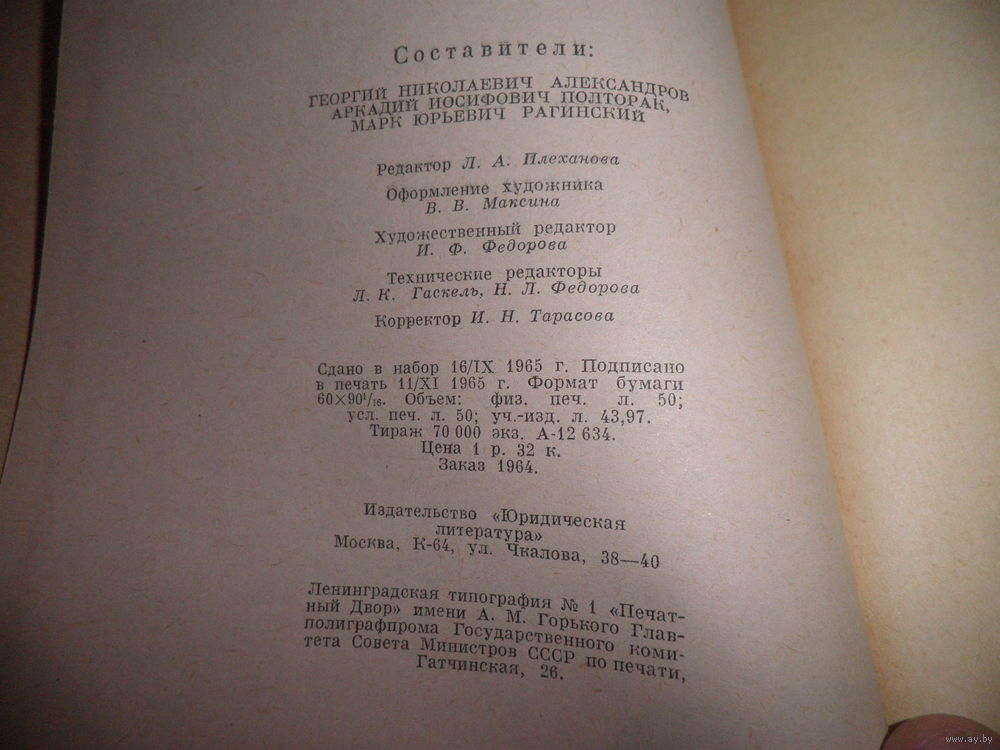 Составители:
ГЕОРГИЙ НИКОЛАЕВИЧ АЛЕКСАНДРОВ
АРКАДИЙ ИОСИФОВИЧ ПОЛТОРАК,
МАРК ЮРЬЕВИЧ РАГИНСКИЙ
Редактор Л. А. Плеханова
Оформление художника
В. В. Максина
Художественный редактор
И. Ф. Федорова
Технические редакторы
Л. К. Гаскель, Н. Л. Федорова
Корректор И. Н. Тарасова
Сдано в набор 16/IX 1965 г. Подписано
в печать 11/XI 1965 г. Формат бумаги
60×90¹/₁₆. Объем: физ. печ. л. 50;
усл. печ. л. 50; уч.-изд. л. 43,97.
Тираж 70 000 экз. А-12 634.
Цена 1 р. 32 к.
Заказ 1964.
Издательство «Юридическая
литература»
Москва, К-64, ул. Чкалова, 38—40
Ленинградская типография № 1 «Печат-
ный Двор» имени А. М. Горького Глав-
полиграфпрома Государственного коми-
тета Совета Министров СССР по печати,
Гатчинская, 26.
www.ay.by